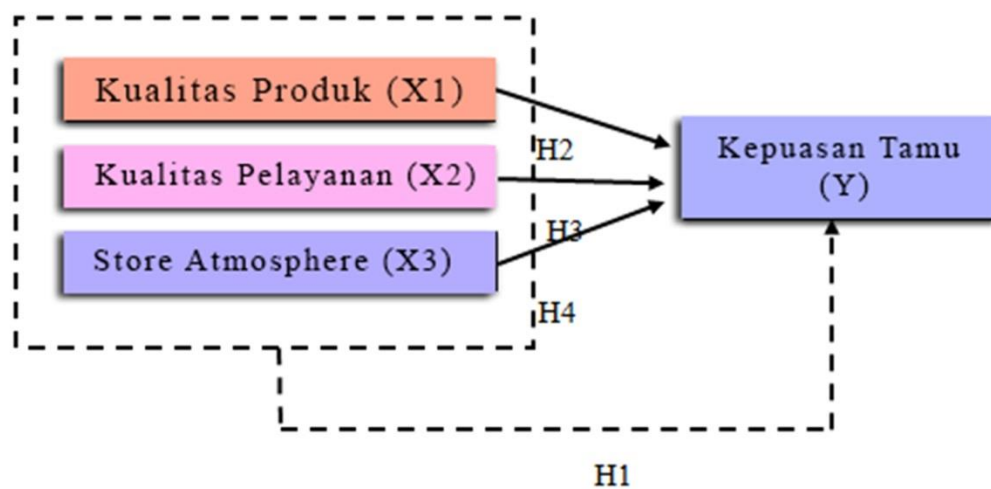 Kualitas Produk (X1)
H2
Kualitas Pelayanan (X2)
H3
Store Atmosphere (X3)
H4
Kepuasan Tamu
(Y)
H1